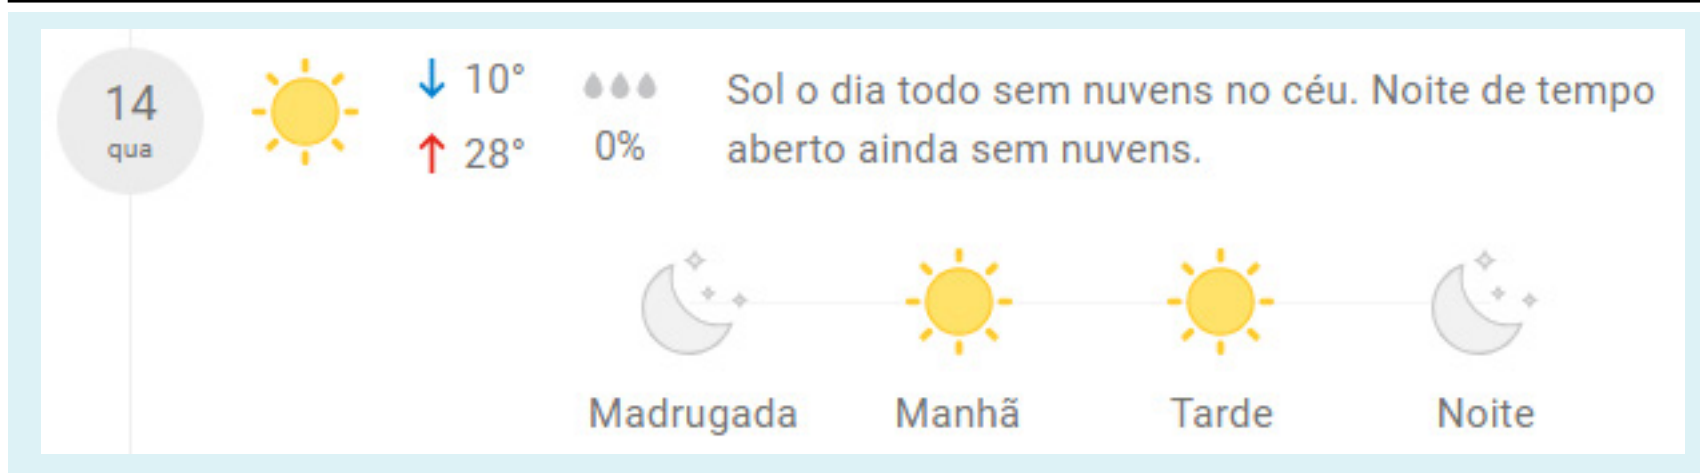 14
qua
↓ 10°
↑ 28°
0%
Sol o dia todo sem nuvens no céu. Noite de tempo
aberto ainda sem nuvens.
Madrugada Manhã Tarde Noite